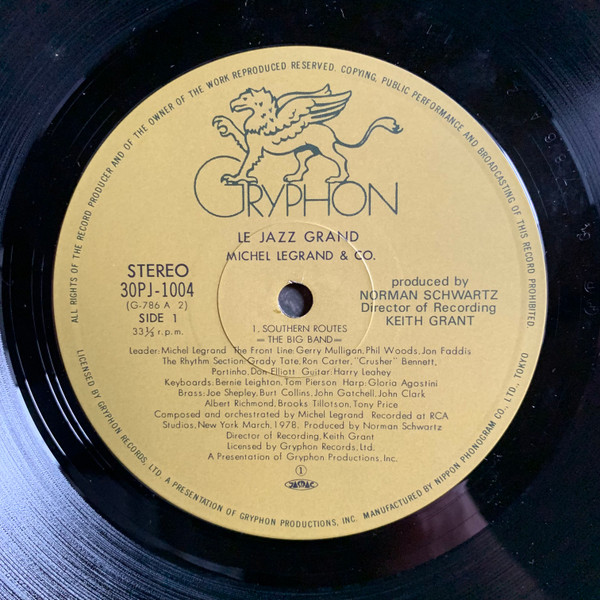 ALL RIGHTS OF THE RECORD PRODUCER AND OF THE OWNER OF THE WORK REPRODUCED RESERVED. COPYING, PUBLIC PERFORMANCE AND BROADCASTING OF THIS RECORD PROHIBITED.
GRYPHON
LE JAZZ GRAND
MICHEL LEGRAND & CO.
STEREO
30PJ-1004
(G-786 A 2)
SIDE 1
33⅓ r.p.m.
produced by
NORMAN SCHWARTZ
Director of Recording
KEITH GRANT
1. SOUTHERN ROUTES
=THE BIG BAND=
Leader: Michel Legrand The Front Line: Gerry Mulligan, Phil Woods, Jon Faddis
The Rhythm Section: Grady Tate, Ron Carter, "Crusher" Bennett,
Portinho, Don Elliott Guitar: Harry Leahey
Keyboards: Bernie Leighton, Tom Pierson Harp: Gloria Agostini
Brass: Joe Shepley, Burt Collins, John Gatchell, John Clark
Albert Richmond, Brooks Tillotson, Tony Price
Composed and orchestrated by Michel Legrand Recorded at RCA
Studios, New York March, 1978. Produced by Norman Schwartz
Director of Recording, Keith Grant
Licensed by Gryphon Records, Ltd.
A Presentation of Gryphon Productions, Inc.
①
JASRAC
LICENSED BY GRYPHON RECORDS, LTD. A PRESENTATION OF GRYPHON PRODUCTIONS, INC. MANUFACTURED BY NIPPON PHONOGRAM CO., LTD., TOKYO